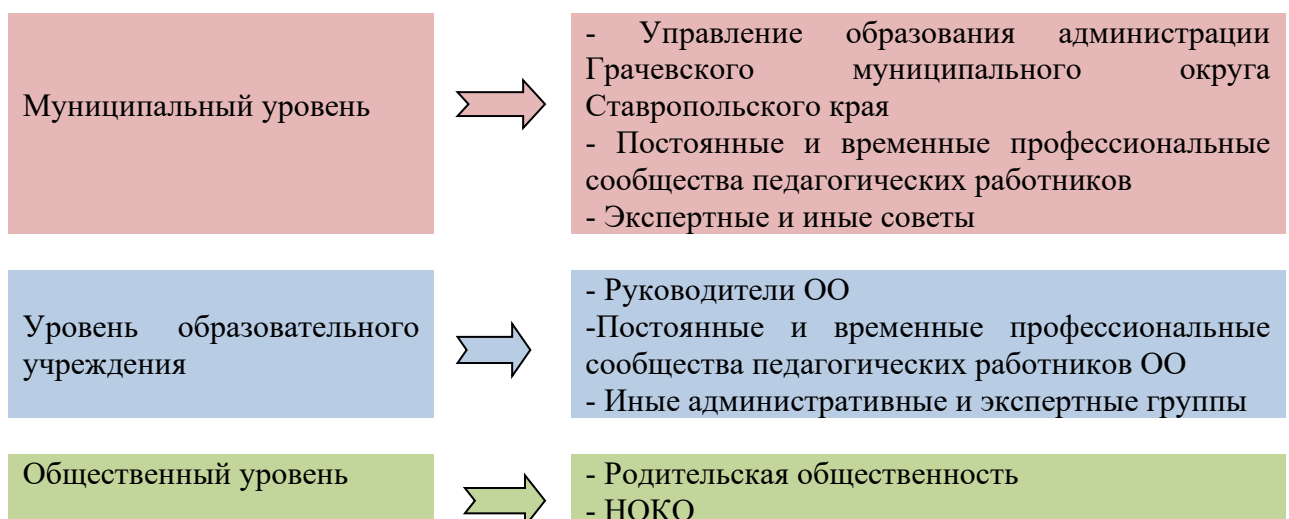 Муниципальный уровень
- Управление образования администрации
Грачевского муниципального округа
Ставропольского края
- Постоянные и временные профессиональные
сообщества педагогических работников
- Экспертные и иные советы
Уровень образовательного
учреждения
- Руководители ОО
-Постоянные и временные профессиональные
сообщества педагогических работников ОО
- Иные административные и экспертные группы
Общественный уровень
- Родительская общественность
- НОКО